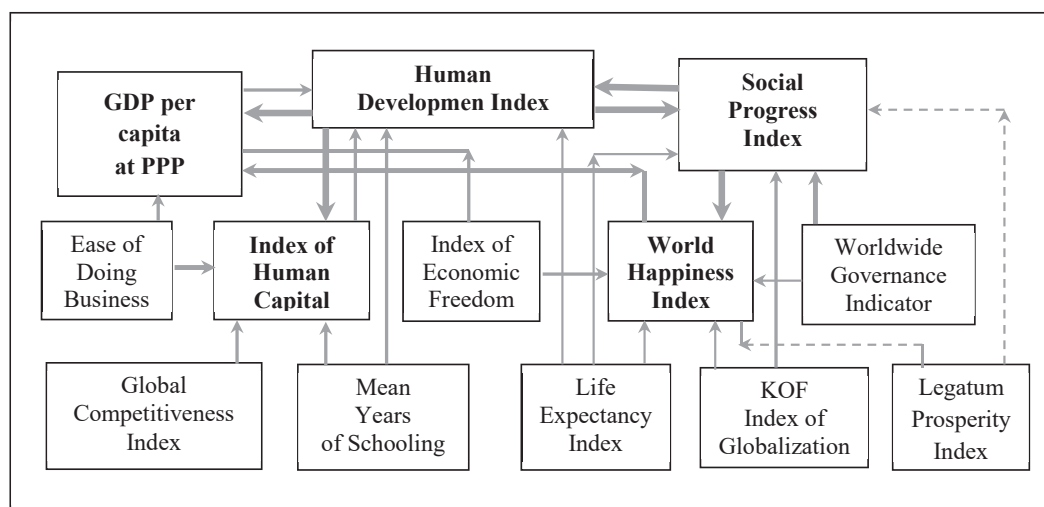 GDP per
capita
at PPP
Human
Developmen Index
Social
Progress
Index
Ease of
Doing
Business
Index of
Human
Capital
Index of
Economic
Freedom
World
Happiness
Index
Worldwide
Governance
Indicator
Global
Competitiveness
Index
Mean
Years
of Schooling
Life
Expectancy
Index
KOF
Index of
Globalization
Legatum
Prosperity
Index